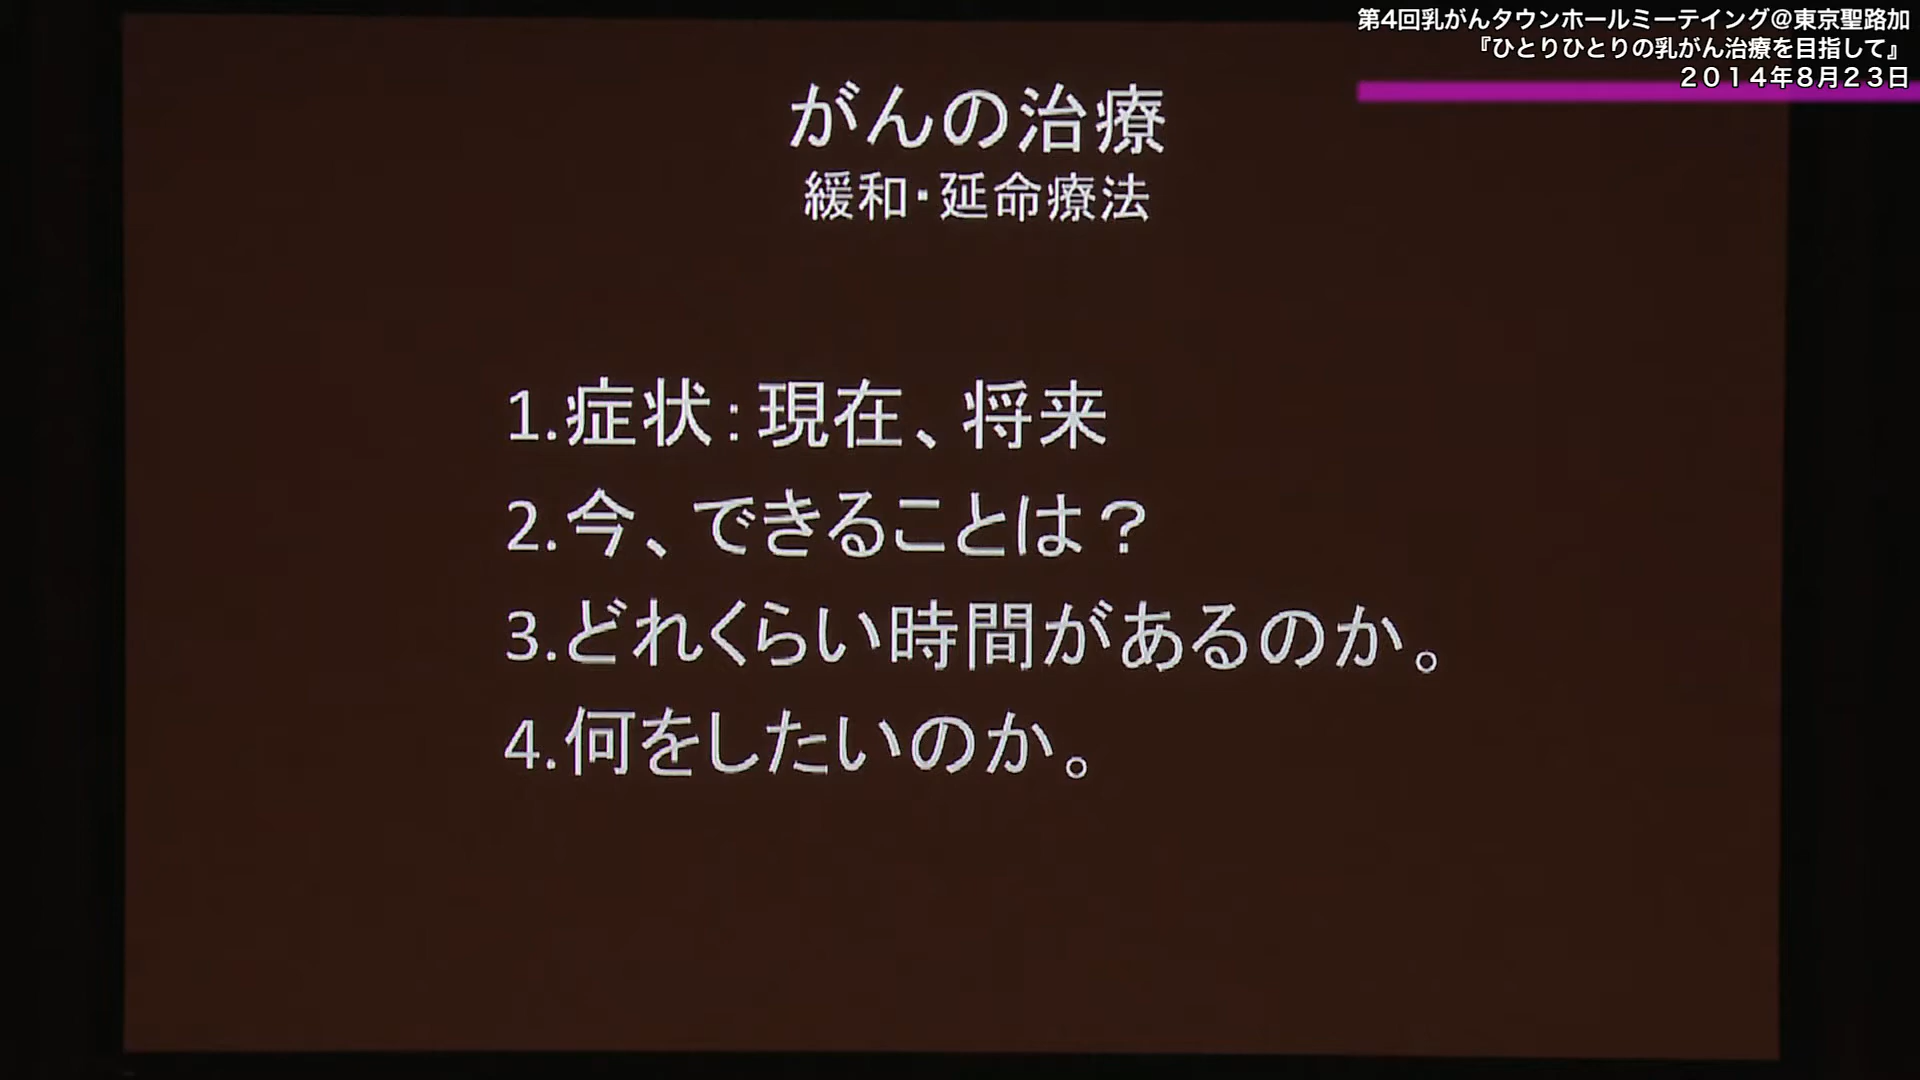 第4回乳がんタウンホールミーテイング@東京聖路加
『ひとりひとりの乳がん治療を目指して』
２０１４年８月２３日
がんの治療
緩和・延命療法
1.症状：現在、将来
2.今、できることは？
3.どれくらい時間があるのか。
4.何をしたいのか。